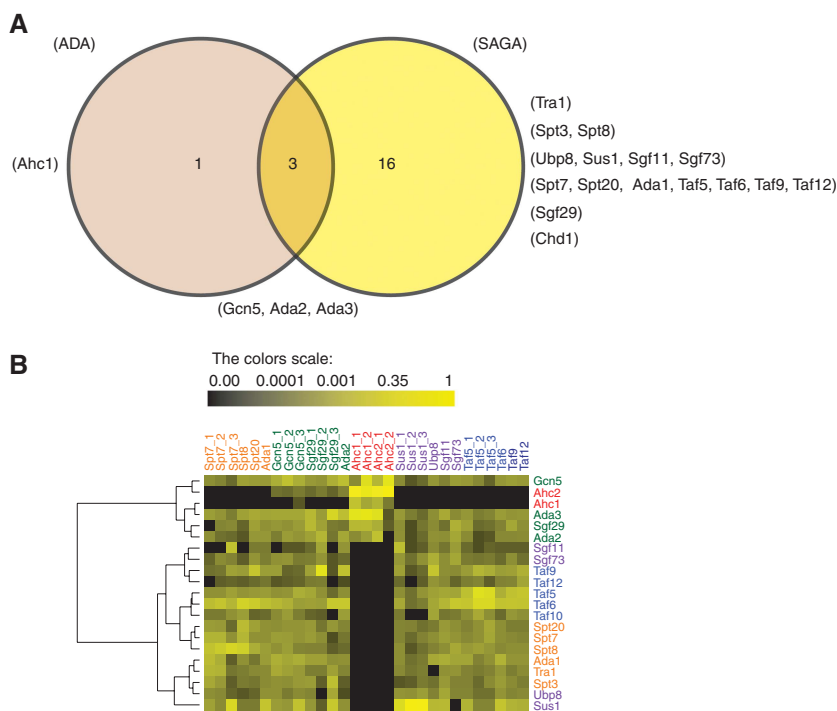 A
(ADA)
(SAGA)
(Tra1)
(Spt3, Spt8)
(Ahc1)
1
3
16
(Ubp8, Sus1, Sgf11, Sgf73)
(Spt7, Spt20, Ada1, Taf5, Taf6, Taf9, Taf12)
(Sgf29)
(Chd1)
(Gcn5, Ada2, Ada3)
B
The colors scale:
0.00 0.0001 0.001 0.35 1
Spt7_1
Spt7_2
Spt7_3
Spt8
Spt20
Ada1
Gcn5_1
Gcn5_2
Gcn5_3
Sgf29_1
Sgf29_2
Sgf29_3
Ada2
Ahc1_1
Ahc1_2
Ahc2_1
Ahc2_2
Sus1_1
Sus1_2
Sus1_3
Ubp8
Sgf11
Sgf73
Taf5_1
Taf5_2
Taf5_3
Taf6
Taf9
Taf12
Gcn5
Ahc2
Ahc1
Ada3
Sgf29
Ada2
Sgf11
Sgf73
Taf9
Taf12
Taf5
Taf6
Taf10
Spt20
Spt7
Spt8
Ada1
Tra1
Spt3
Ubp8
Sus1